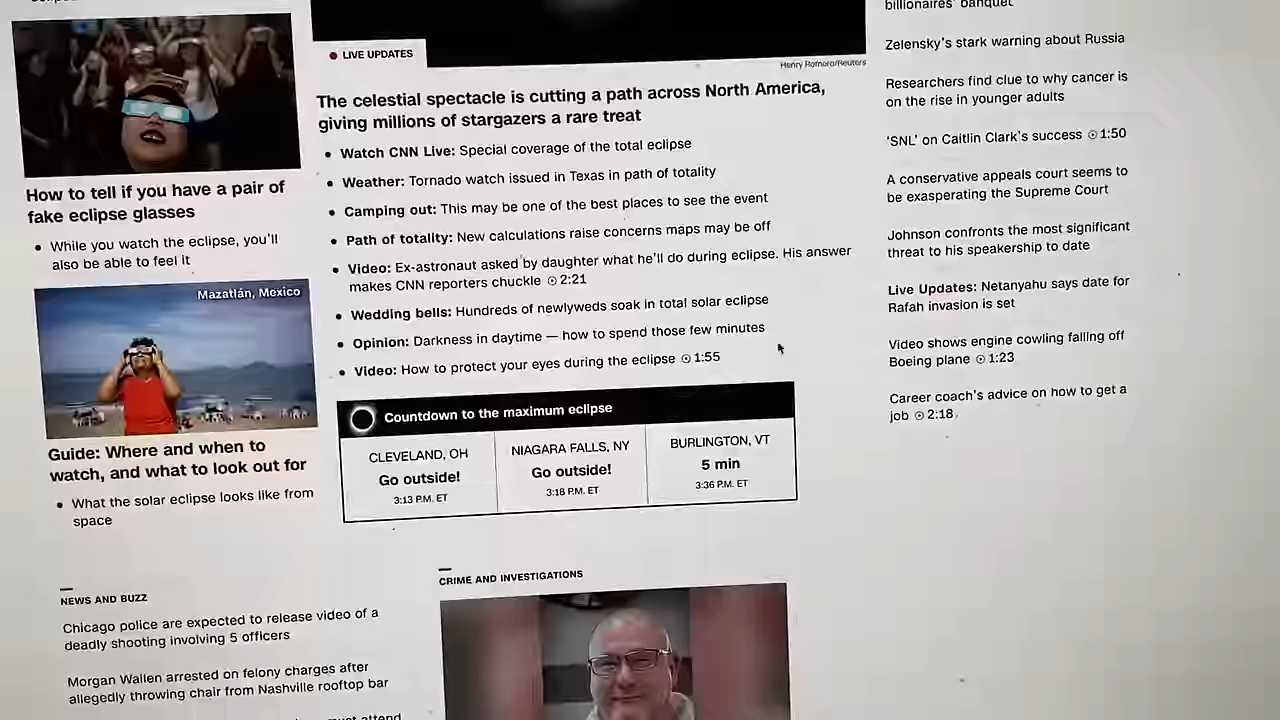 How to tell if you have a pair of
fake eclipse glasses
While you watch the eclipse, you'll
also be able to feel it
Mazatlán, Mexico
Guide: Where and when to
watch, and what to look out for
What the solar eclipse looks like from
space
LIVE UPDATES
Henry Romero/Reuters
The celestial spectacle is cutting a path across North America,
giving millions of stargazers a rare treat
Watch CNN Live: Special coverage of the total eclipse
Weather: Tornado watch issued in Texas in path of totality
Camping out: This may be one of the best places to see the event
Path of totality: New calculations raise concerns maps may be off
Video: Ex-astronaut asked by daughter what he'll do during eclipse. His answer
makes CNN reporters chuckle 2:21
Wedding bells: Hundreds of newlyweds soak in total solar eclipse
Opinion: Darkness in daytime — how to spend those few minutes
Video: How to protect your eyes during the eclipse 1:55
Countdown to the maximum eclipse
CLEVELAND, OH
Go outside!
3:13 P.M. ET
NIAGARA FALLS, NY
Go outside!
3:18 P.M. ET
BURLINGTON, VT
5 min
3:36 P.M. ET
billionaires' banquet
Zelensky's stark warning about Russia
Researchers find clue to why cancer is
on the rise in younger adults
'SNL' on Caitlin Clark's success 1:50
A conservative appeals court seems to
be exasperating the Supreme Court
Johnson confronts the most significant
threat to his speakership to date
Live Updates: Netanyahu says date for
Rafah invasion is set
Video shows engine cowling falling off
Boeing plane 1:23
Career coach's advice on how to get a
job 2:18
NEWS AND BUZZ
Chicago police are expected to release video of a
deadly shooting involving 5 officers
Morgan Wallen arrested on felony charges after
allegedly throwing chair from Nashville rooftop bar
must attend
CRIME AND INVESTIGATIONS